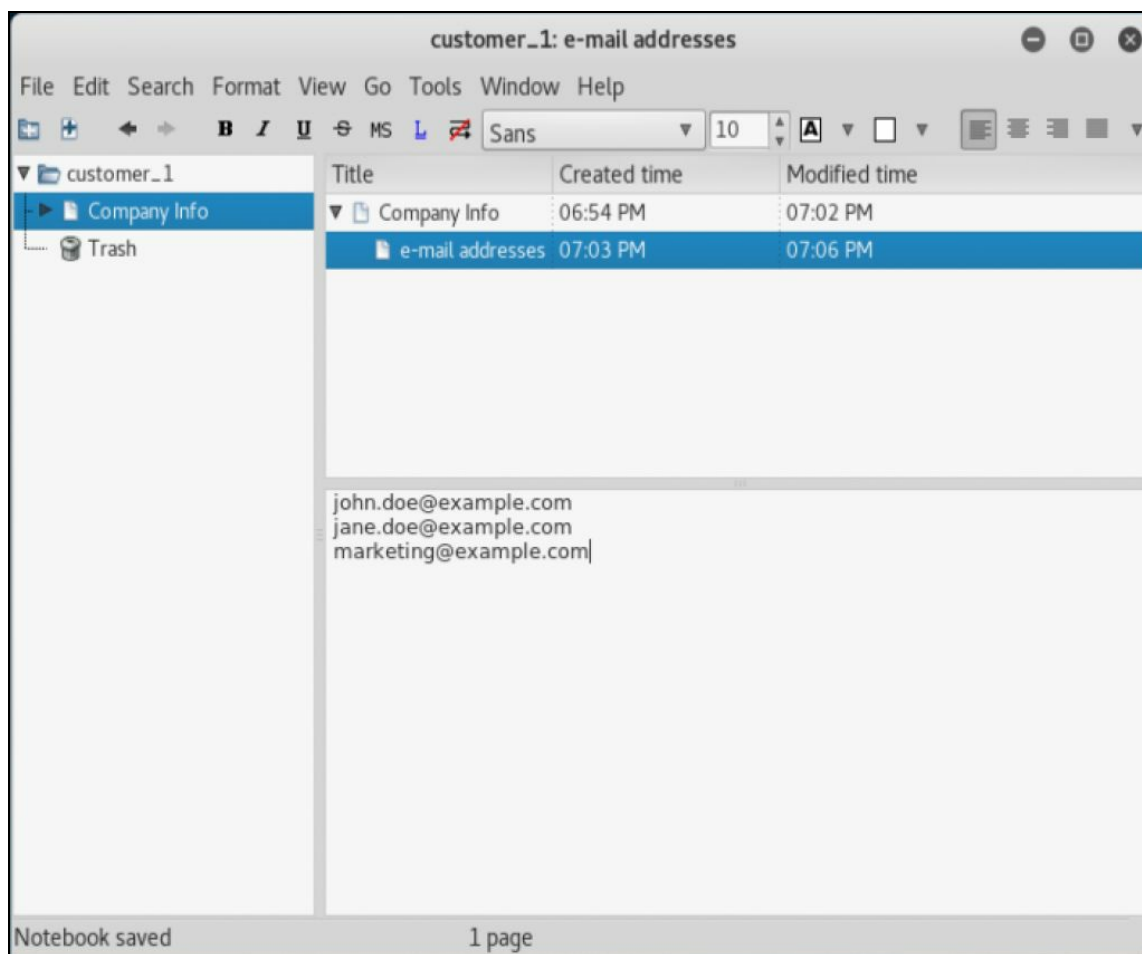 customer_1: e-mail addresses
File Edit Search Format View Go Tools Window Help
B I U S MS L Sans 10 A
customer_1
Company Info
Trash
Title Created time Modified time
Company Info 06:54 PM 07:02 PM
e-mail addresses 07:03 PM 07:06 PM
john.doe@example.com
jane.doe@example.com
marketing@example.com
Notebook saved 1 page